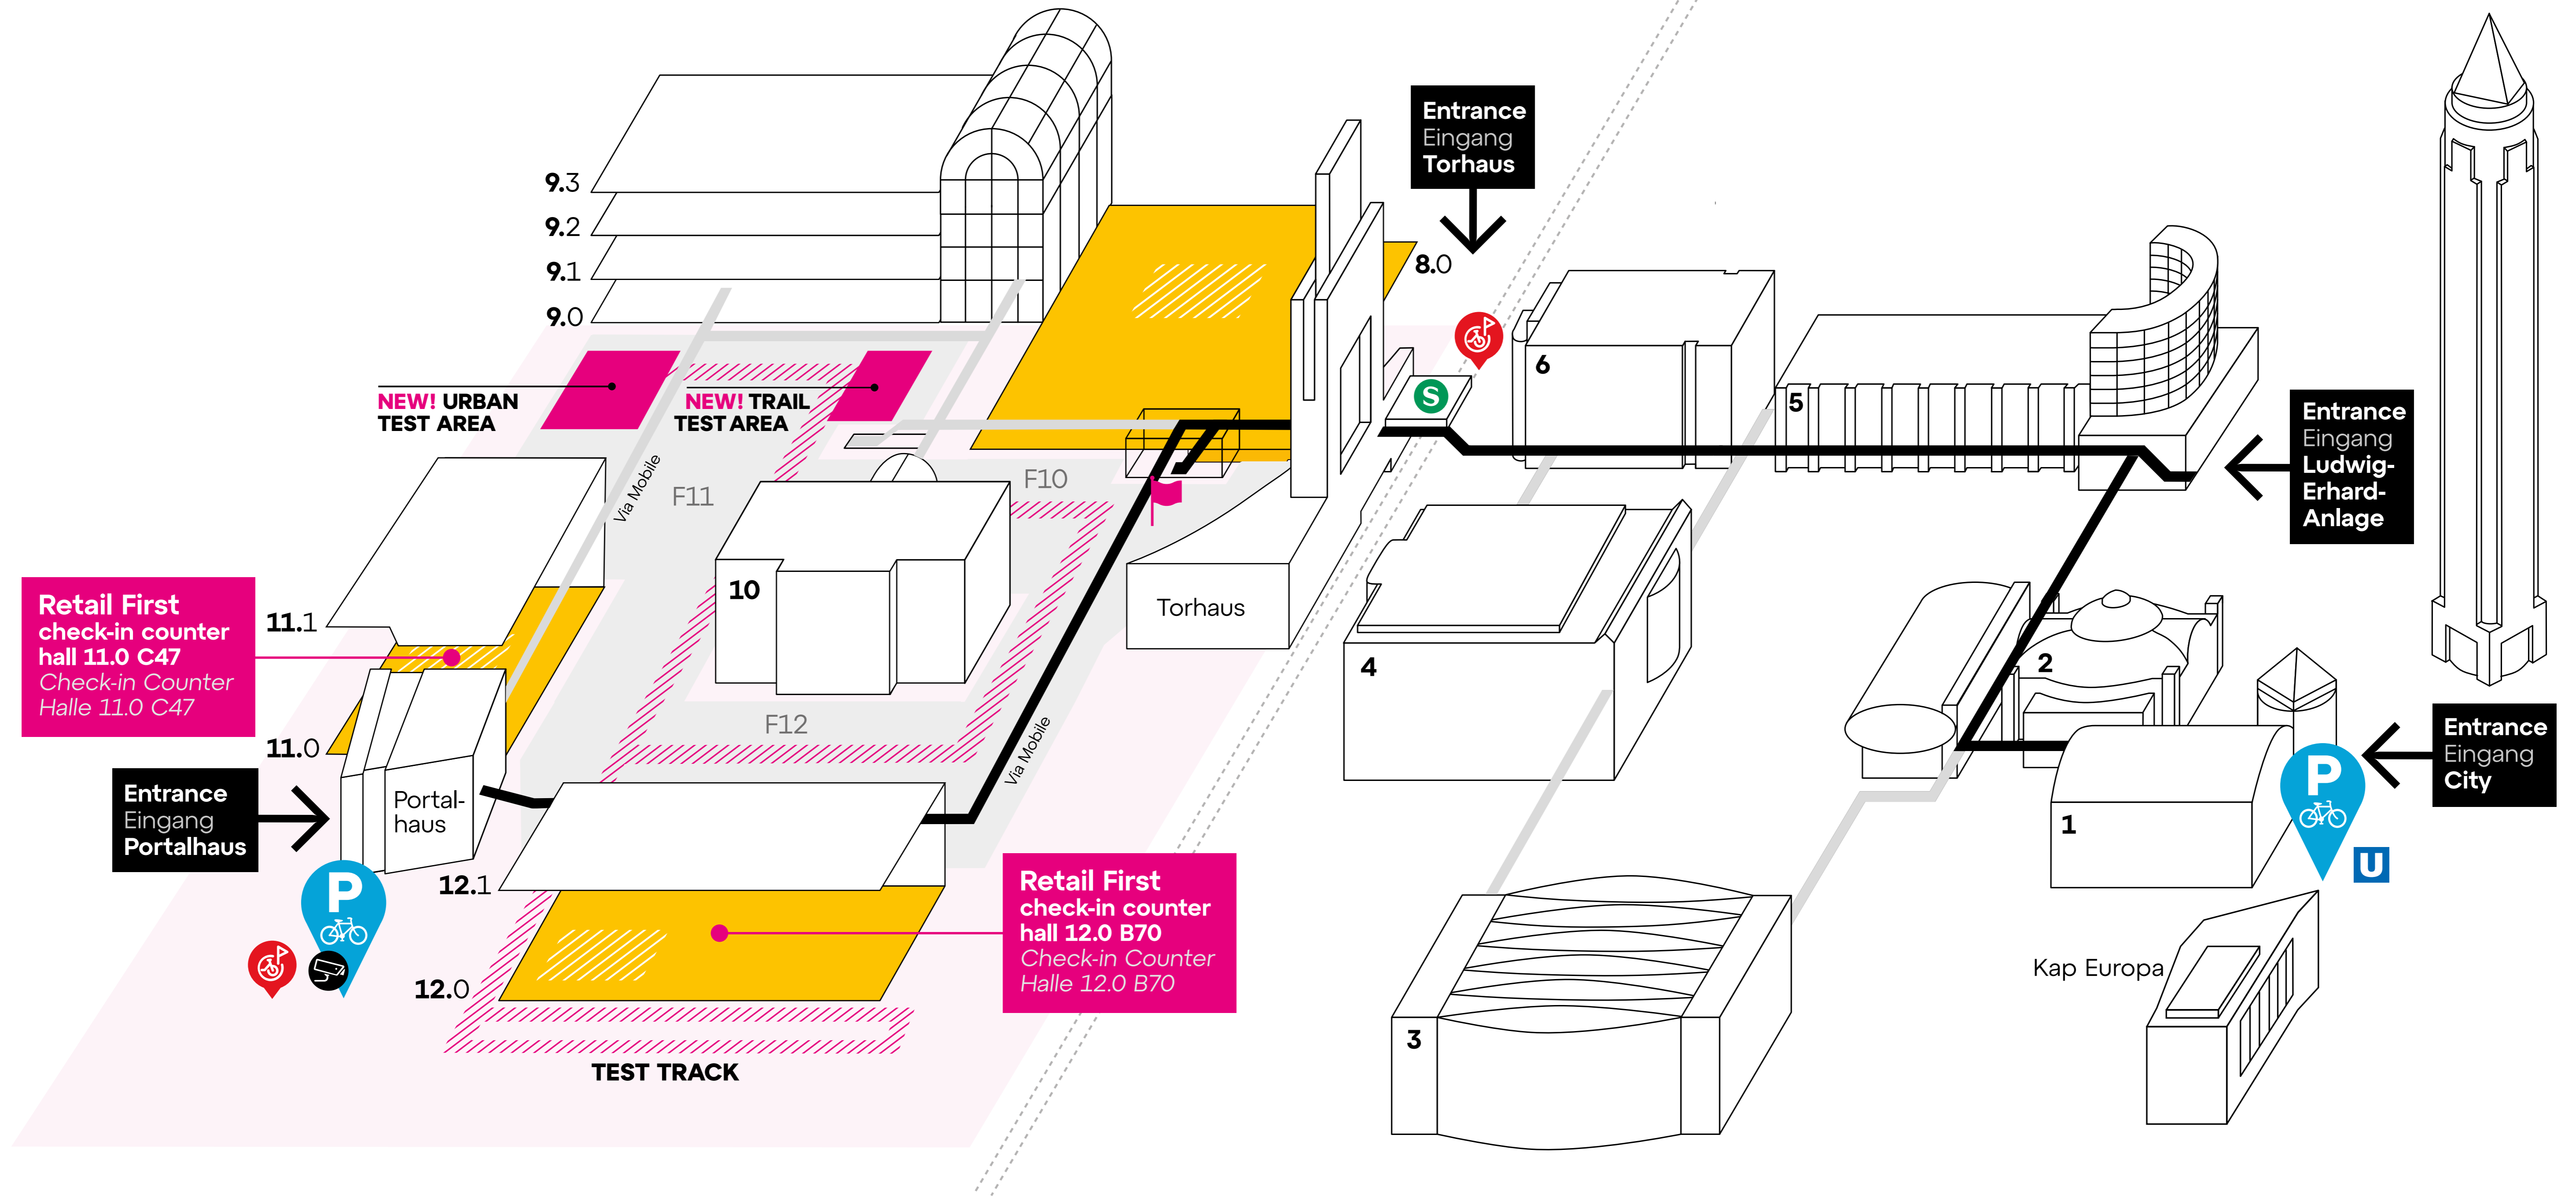 Entrance
Eingang
Torhaus
9.3
9.2
9.1
9.0
8.0
S
6
5
NEW! URBAN
TEST AREA
NEW! TRAIL
TEST AREA
Entrance
Eingang
Ludwig-
Erhard-
Anlage
Via Mobile
F11
F10
10
Torhaus
Retail First
check-in counter
hall 11.0 C47
Check-in Counter
Halle 11.0 C47
11.1
11.0
4
2
F12
Via Mobile
Entrance
Eingang
City
P
U
1
Entrance
Eingang
Portalhaus
Portal-
haus
P
12.1
12.0
Retail First
check-in counter
hall 12.0 B70
Check-in Counter
Halle 12.0 B70
Kap Europa
3
TEST TRACK